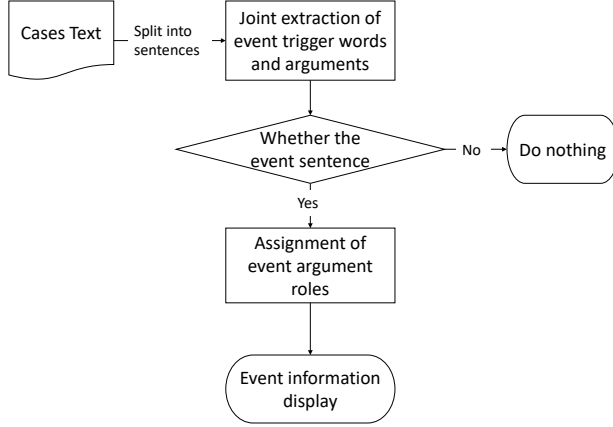 Cases Text
Split into
sentences
Joint extraction of
event trigger words
and arguments
Whether the
event sentence
No
Do nothing
Yes
Assignment of
event argument
roles
Event information
display